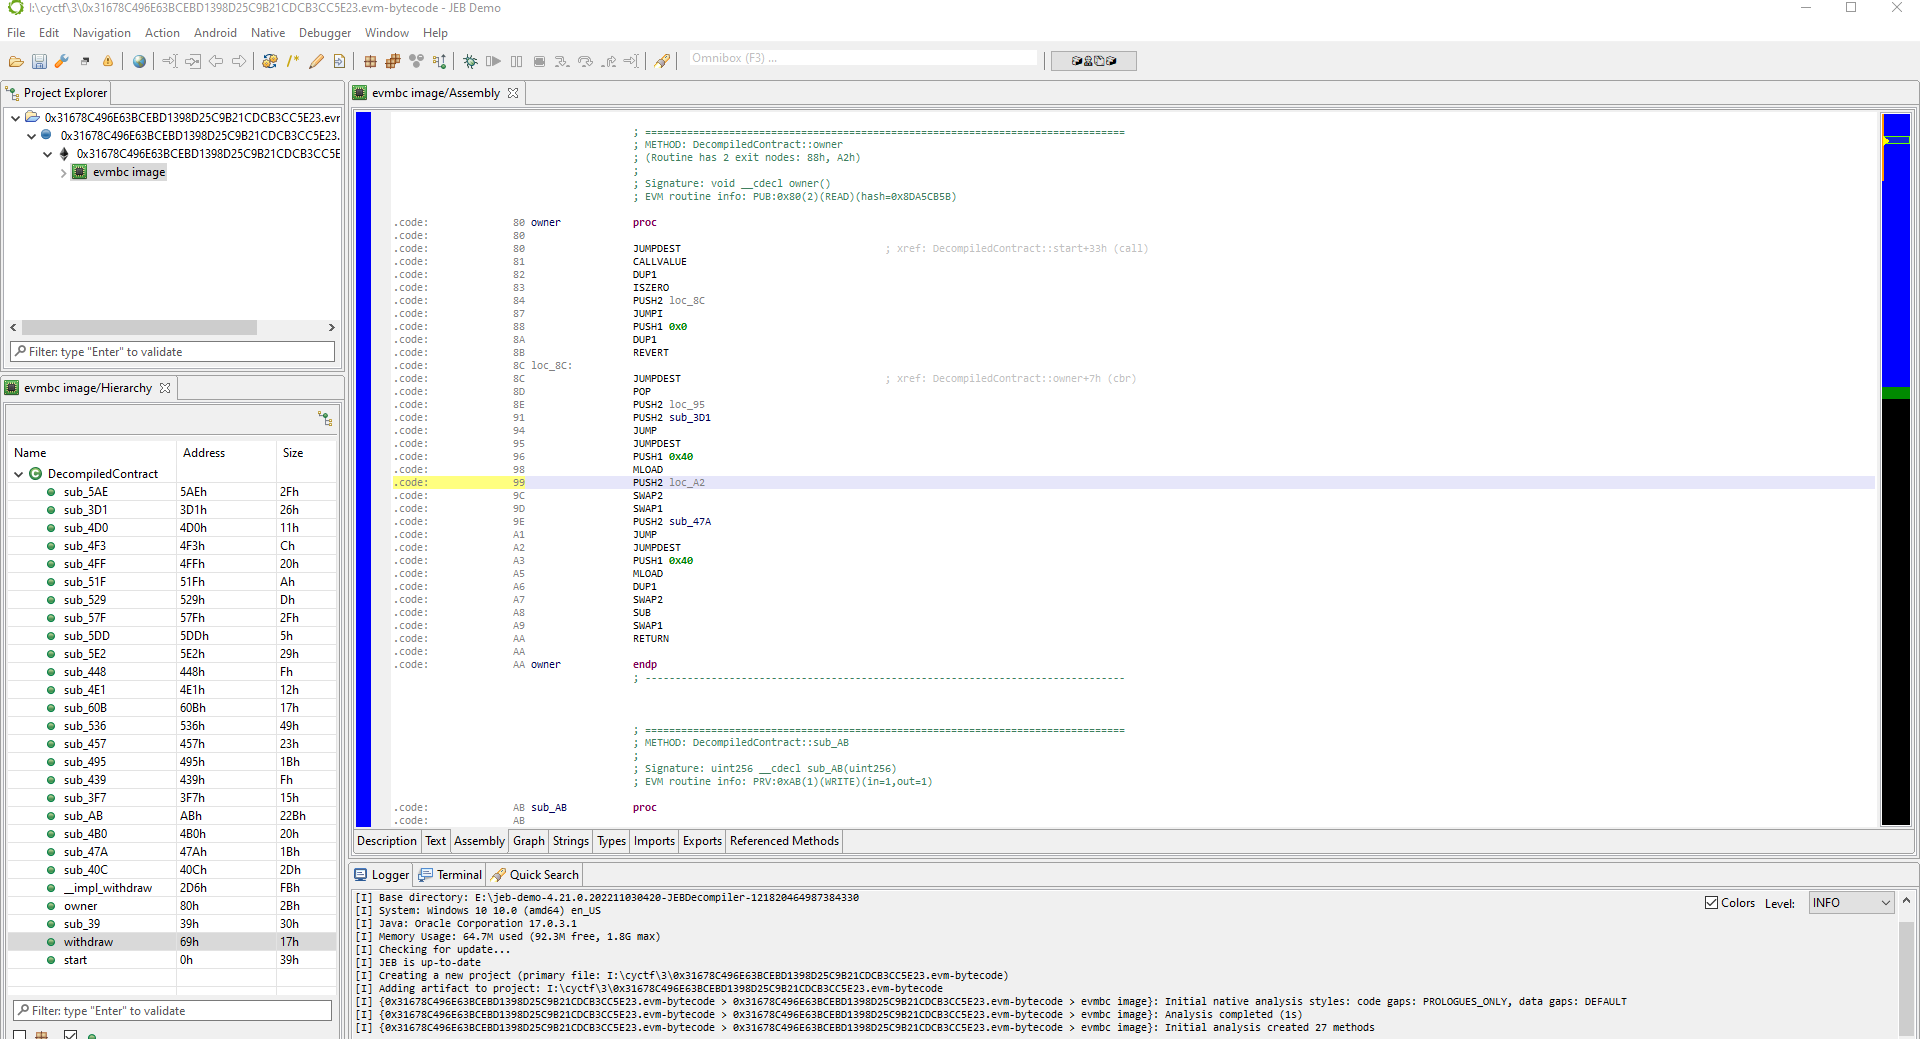 I:\cyctf\3\0x31678C496E63BCEBD1398D25C9B21CDCB3CC5E23.evm-bytecode - JEB Demo
File Edit Navigation Action Android Native Debugger Window Help
Omnibox (F3) ...
Project Explorer
0x31678C496E63BCEBD1398D25C9B21CDCB3CC5E23.evr
0x31678C496E63BCEBD1398D25C9B21CDCB3CC5E23.
0x31678C496E63BCEBD1398D25C9B21CDCB3CC5E
evmbc image
Filter: type "Enter" to validate
evmbc image/Hierarchy
Name Address Size
DecompiledContract
sub_5AE 5AEh 2Fh
sub_3D1 3D1h 26h
sub_4D0 4D0h 11h
sub_4F3 4F3h Ch
sub_4FF 4FFh 20h
sub_51F 51Fh Ah
sub_529 529h Dh
sub_57F 57Fh 2Fh
sub_5DD 5DDh 5h
sub_5E2 5E2h 29h
sub_448 448h Fh
sub_4E1 4E1h 12h
sub_60B 60Bh 17h
sub_536 536h 49h
sub_457 457h 23h
sub_495 495h 1Bh
sub_439 439h Fh
sub_3F7 3F7h 15h
sub_AB ABh 22Bh
sub_4B0 4B0h 20h
sub_47A 47Ah 1Bh
sub_40C 40Ch 2Dh
__impl_withdraw 2D6h FBh
owner 80h 2Bh
sub_39 39h 30h
withdraw 69h 17h
start 0h 39h
Filter: type "Enter" to validate
evmbc image/Assembly
; ================================================================================
; METHOD: DecompiledContract::owner
; (Routine has 2 exit nodes: 88h, A2h)
;
; Signature: void __cdecl owner()
; EVM routine info: PUB:0x80(2)(READ)(hash=0x8DA5CB5B)
.code: 80 owner proc
.code: 80
.code: 80 JUMPDEST ; xref: DecompiledContract::start+33h (call)
.code: 81 CALLVALUE
.code: 82 DUP1
.code: 83 ISZERO
.code: 84 PUSH2 loc_8C
.code: 87 JUMPI
.code: 88 PUSH1 0x0
.code: 8A DUP1
.code: 8B REVERT
.code: 8C loc_8C:
.code: 8C JUMPDEST ; xref: DecompiledContract::owner+7h (cbr)
.code: 8D POP
.code: 8E PUSH2 loc_95
.code: 91 PUSH2 sub_3D1
.code: 94 JUMP
.code: 95 JUMPDEST
.code: 96 PUSH1 0x40
.code: 98 MLOAD
.code: 99 PUSH2 loc_A2
.code: 9C SWAP2
.code: 9D SWAP1
.code: 9E PUSH2 sub_47A
.code: A1 JUMP
.code: A2 JUMPDEST
.code: A3 PUSH1 0x40
.code: A5 MLOAD
.code: A6 DUP1
.code: A7 SWAP2
.code: A8 SUB
.code: A9 SWAP1
.code: AA RETURN
.code: AA
.code: AA owner endp
; --------------------------------------------------------------------------------
; ================================================================================
; METHOD: DecompiledContract::sub_AB
;
; Signature: uint256 __cdecl sub_AB(uint256)
; EVM routine info: PRV:0xAB(1)(WRITE)(in=1,out=1)
.code: AB sub_AB proc
.code: AB
Description Text Assembly Graph Strings Types Imports Exports Referenced Methods
Logger Terminal Quick Search
[I] Base directory: E:\jeb-demo-4.21.0.202211030420-JEBDecompiler-121820464987384330
[I] System: Windows 10 10.0 (amd64) en_US
[I] Java: Oracle Corporation 17.0.3.1
[I] Memory Usage: 64.7M used (92.3M free, 1.8G max)
[I] Checking for update...
[I] JEB is up-to-date
[I] Creating a new project (primary file: I:\cyctf\3\0x31678C496E63BCEBD1398D25C9B21CDCB3CC5E23.evm-bytecode)
[I] Adding artifact to project: I:\cyctf\3\0x31678C496E63BCEBD1398D25C9B21CDCB3CC5E23.evm-bytecode
[I] {0x31678C496E63BCEBD1398D25C9B21CDCB3CC5E23.evm-bytecode > 0x31678C496E63BCEBD1398D25C9B21CDCB3CC5E23.evm-bytecode > evmbc image}: Initial native analysis styles: code gaps: PROLOGUES_ONLY, data gaps: DEFAULT
[I] {0x31678C496E63BCEBD1398D25C9B21CDCB3CC5E23.evm-bytecode > 0x31678C496E63BCEBD1398D25C9B21CDCB3CC5E23.evm-bytecode > evmbc image}: Analysis completed (1s)
[I] {0x31678C496E63BCEBD1398D25C9B21CDCB3CC5E23.evm-bytecode > 0x31678C496E63BCEBD1398D25C9B21CDCB3CC5E23.evm-bytecode > evmbc image}: Initial analysis created 27 methods
Colors Level: INFO